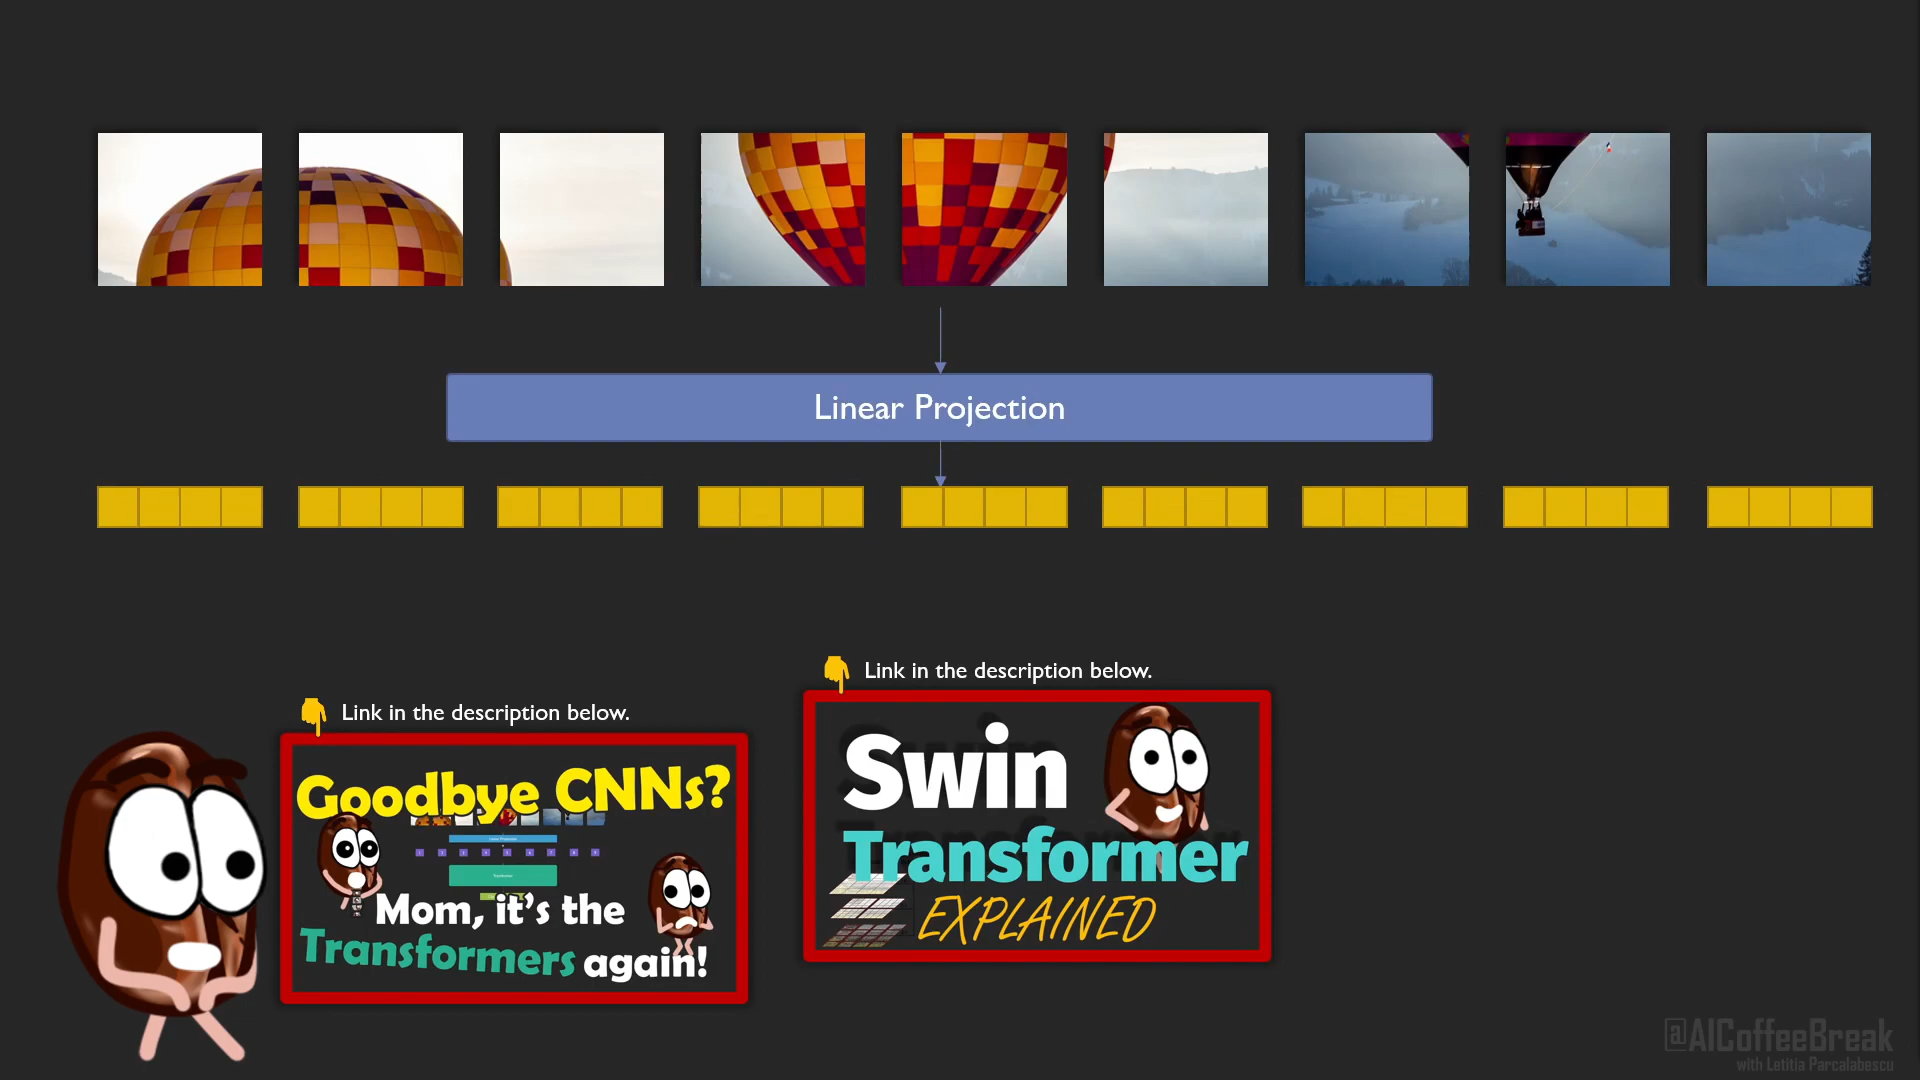 Linear Projection
Link in the description below.
Link in the description below.
Goodbye CNNs?
Mom, it's the
Transformers again!
Swin
Transformer
EXPLAINED
@AICoffeeBreak
with Letitia Parcalabescu